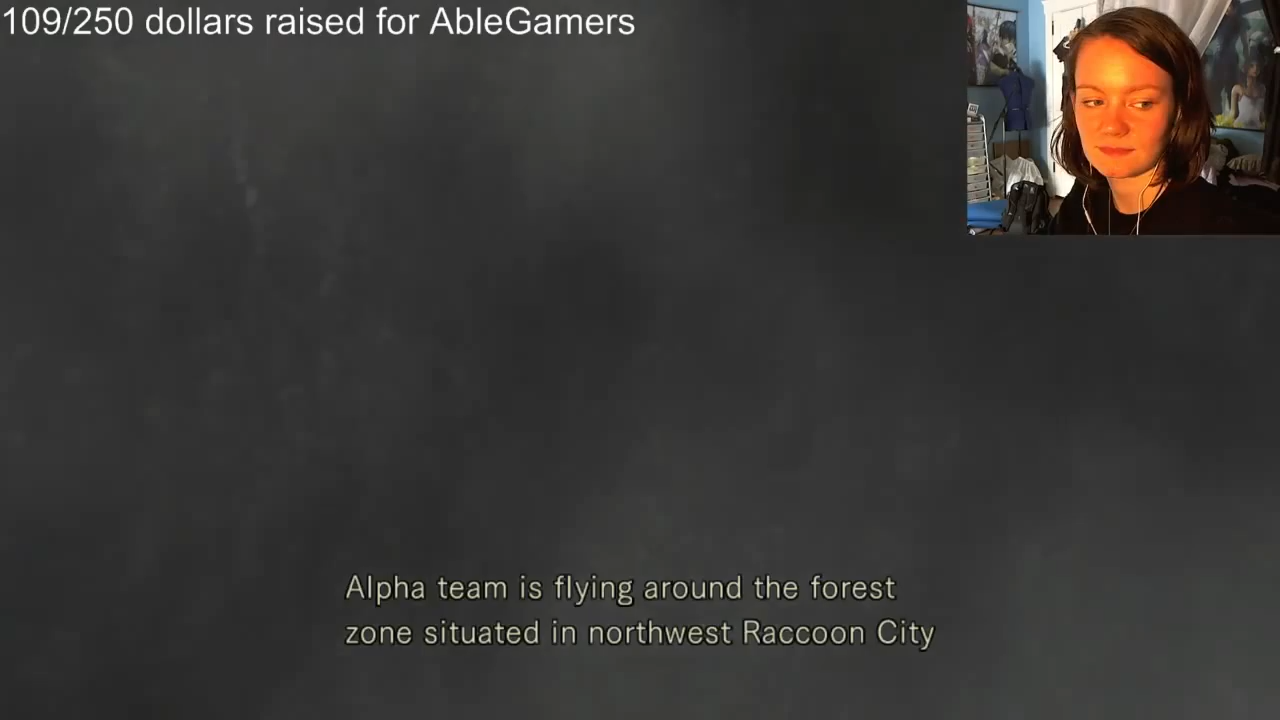 109/250 dollars raised for AbleGamers
Alpha team is flying around the forest
zone situated in northwest Raccoon City